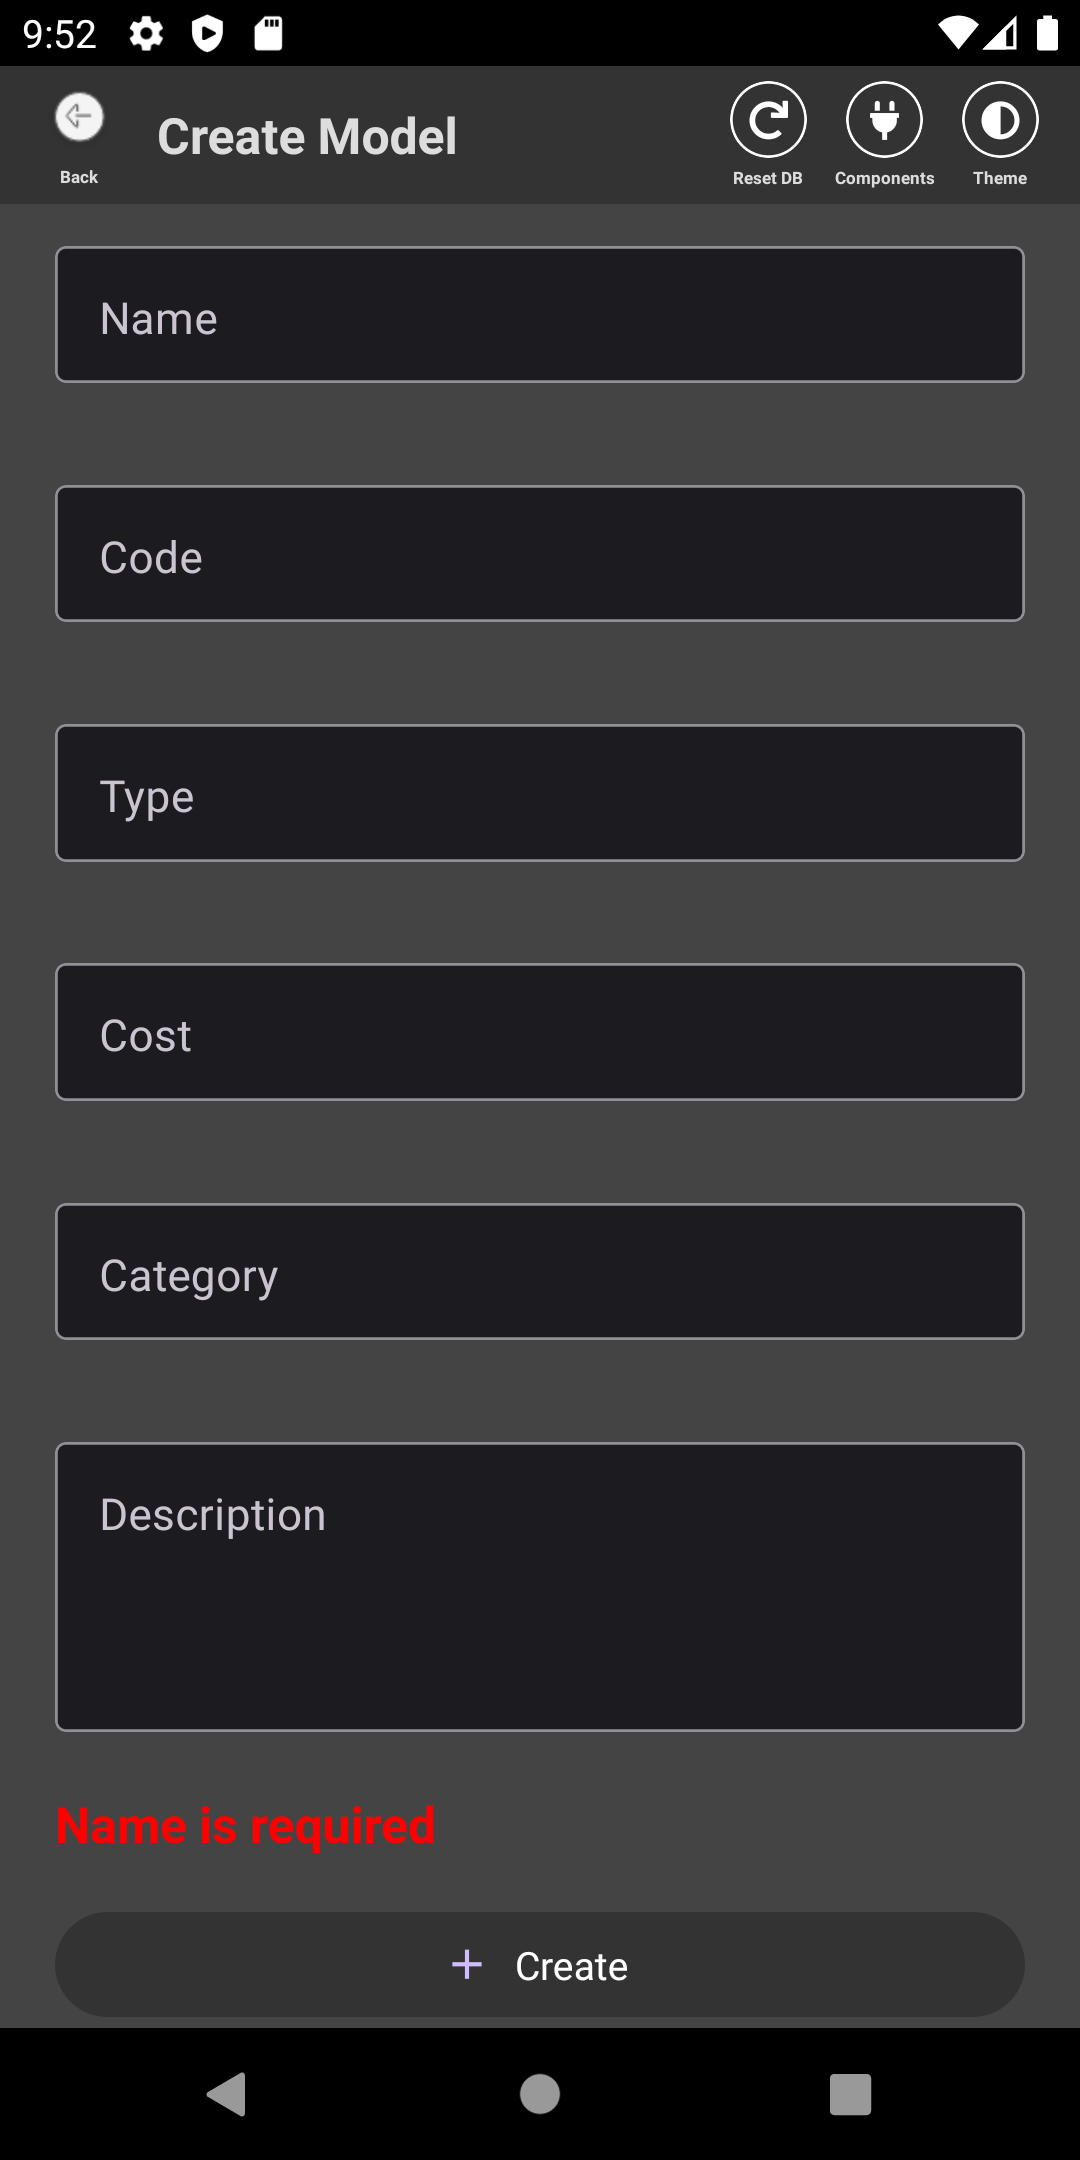 9:52
Back
Create Model
Reset DB
Components
Theme
Name
Code
Type
Cost
Category
Description
Name is required
Create